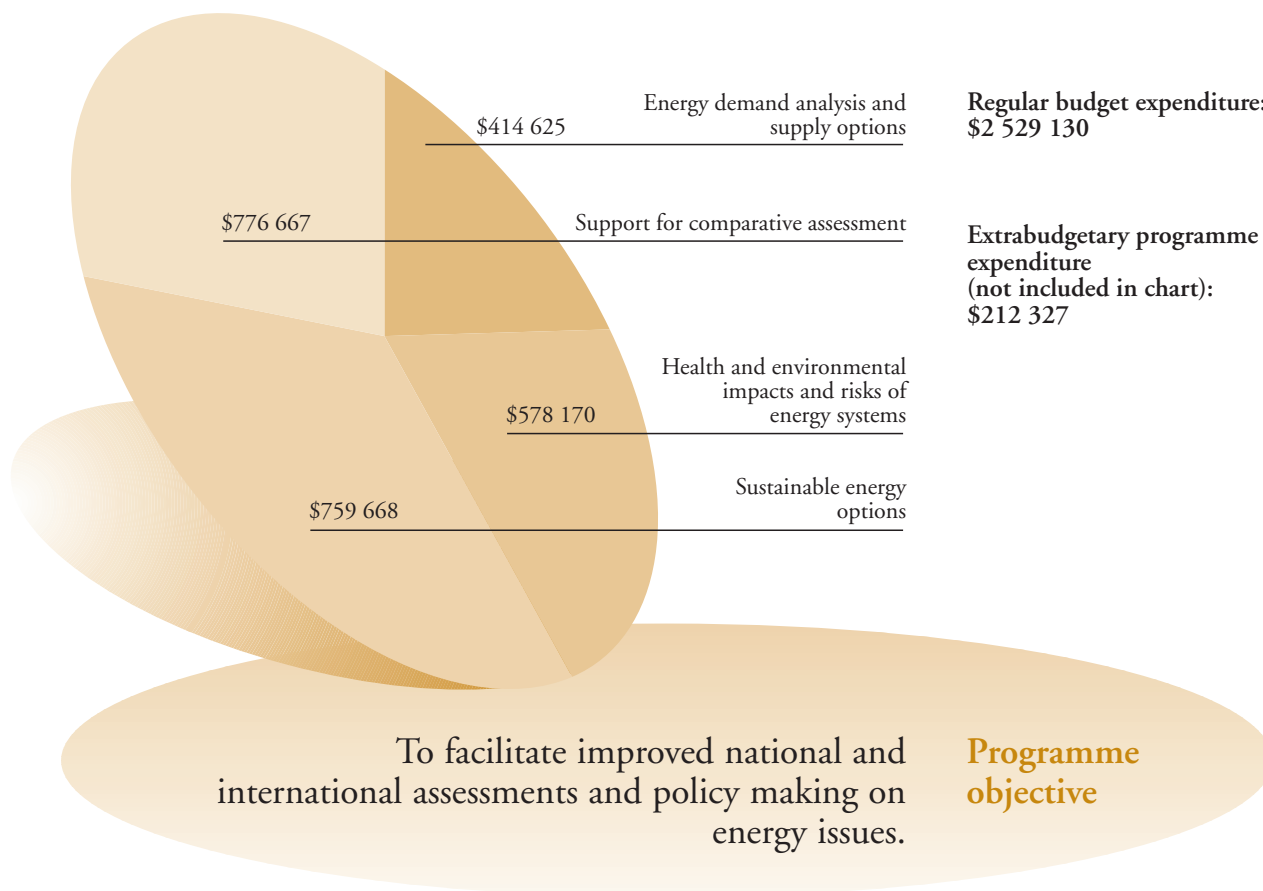 Energy demand analysis and
supply options
$414 625
Regular budget expenditure:
$2 529 130
$776 667
Support for comparative assessment
Extrabudgetary programme
expenditure
(not included in chart):
$212 327
Health and environmental
impacts and risks of
energy systems
$578 170
Sustainable energy
options
$759 668
To facilitate improved national and
international assessments and policy making on
energy issues.
Programme
objective